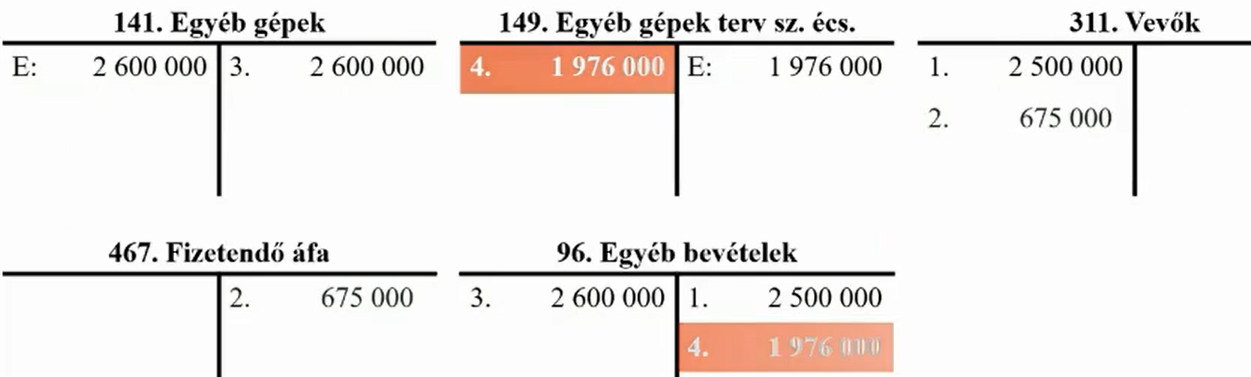 141. Egyéb gépek 149. Egyéb gépek terv sz. écs. 311. Vevők
E: 2 600 000 3. 2 600 000 4. 1 976 000 E: 1 976 000 1. 2 500 000
2. 675 000
467. Fizetendő áfa 96. Egyéb bevételek
2. 675 000 3. 2 600 000 1. 2 500 000
4. 1 976 000